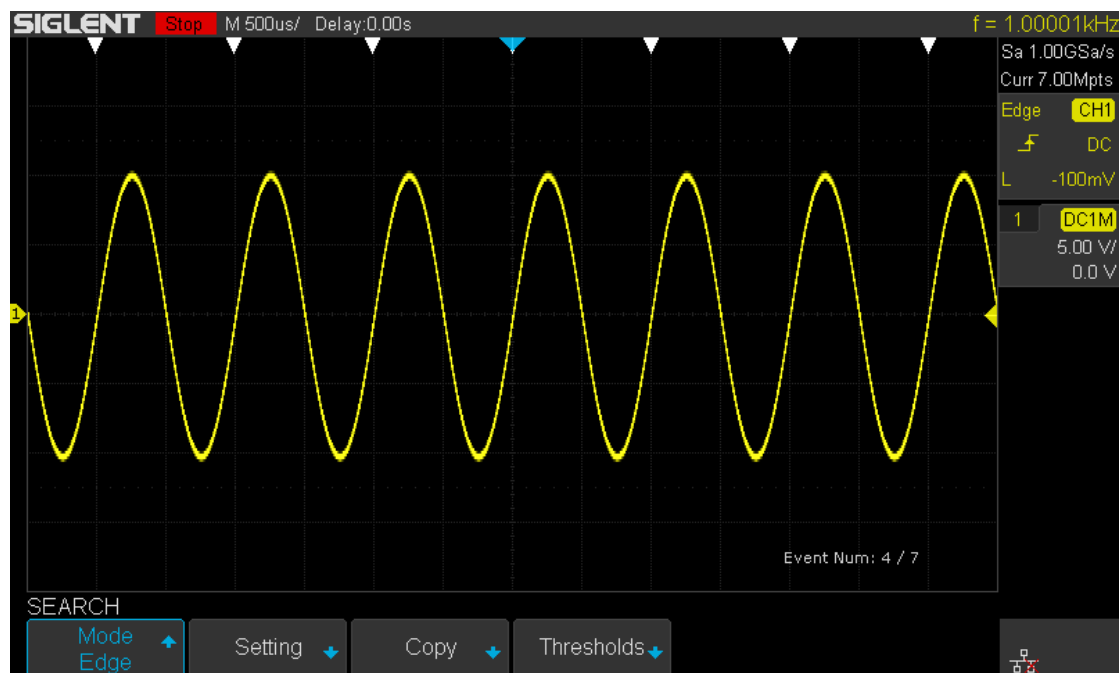 SIGLENT Stop M 500us/ Delay:0.00s f = 1.00001kHz
Sa 1.00GSa/s
Curr 7.00Mpts
Edge CH1
DC
L -100mV
1 DC1M
5.00 V/
0.0 V
1
Event Num: 4 / 7
SEARCH
Mode
Edge
Setting
Copy
Thresholds